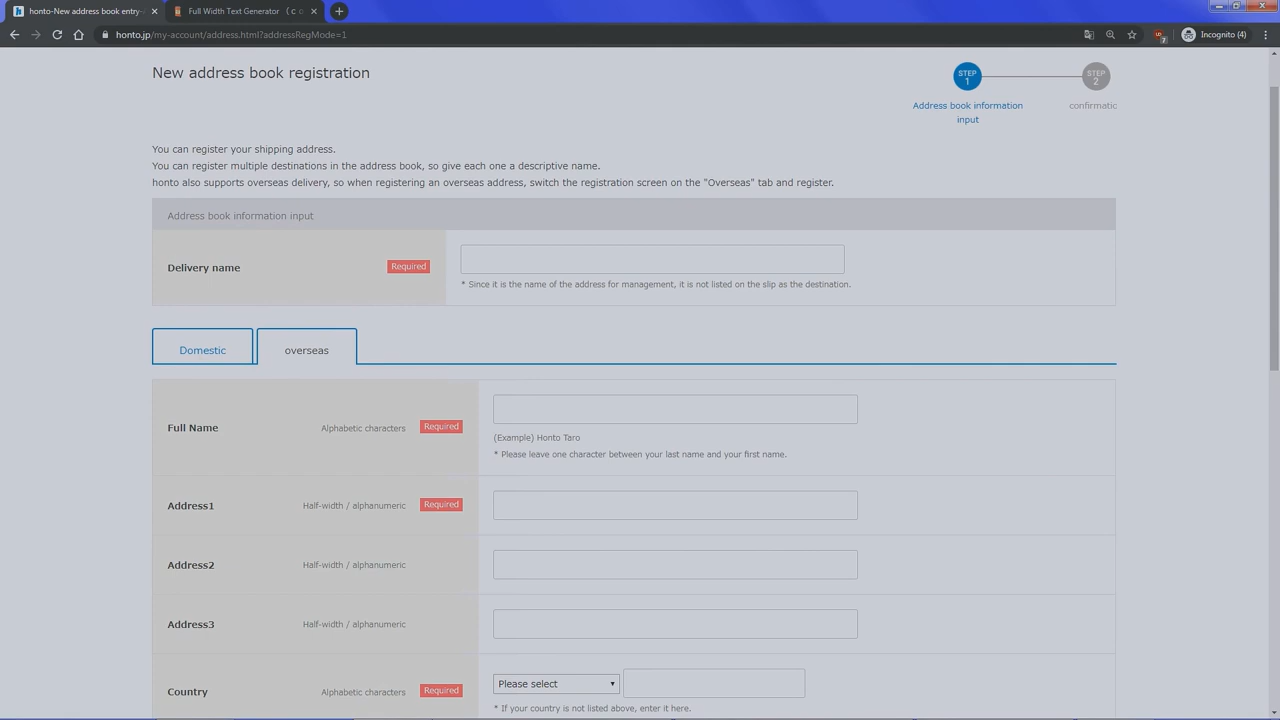 honto-New address book entry-
Full Width Text Generator
honto.jp/my-account/address.html?addressRegMode=1
Incognito (4)
New address book registration
STEP 1
STEP 2
Address book information input
confirmatic
You can register your shipping address.
You can register multiple destinations in the address book, so give each one a descriptive name.
honto also supports overseas delivery, so when registering an overseas address, switch the registration screen on the "Overseas" tab and register.
Address book information input
Delivery name Required
* Since it is the name of the address for management, it is not listed on the slip as the destination.
Domestic overseas
Full Name Alphabetic characters Required
(Example) Honto Taro
* Please leave one character between your last name and your first name.
Address1 Half-width / alphanumeric Required
Address2 Half-width / alphanumeric
Address3 Half-width / alphanumeric
Country Alphabetic characters Required Please select
* If your country is not listed above, enter it here.